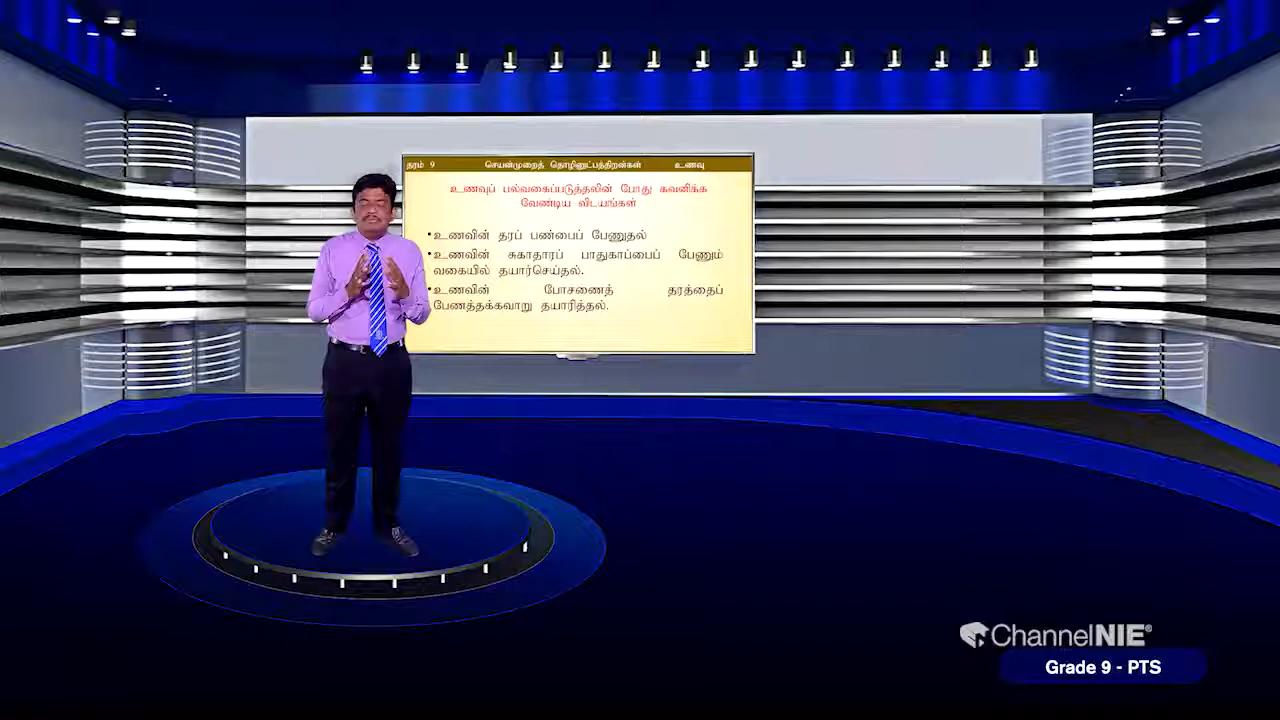 தரம் 9 செயன்முறைத் தொழினுட்பத்திறன்கள் உணவு
உணவுப் பல்வகைப்படுத்தலின் போது கவனிக்க
வேண்டிய விடயங்கள்
•உணவின் தரப் பண்பைப் பேணுதல்
•உணவின் சுகாதாரப் பாதுகாப்பைப் பேணும்
வகையில் தயார்செய்தல்.
•உணவின் போசணைத் தரத்தைப்
பேணத்தக்கவாறு தயாரித்தல்.
ChannelNIE®
Grade 9 - PTS